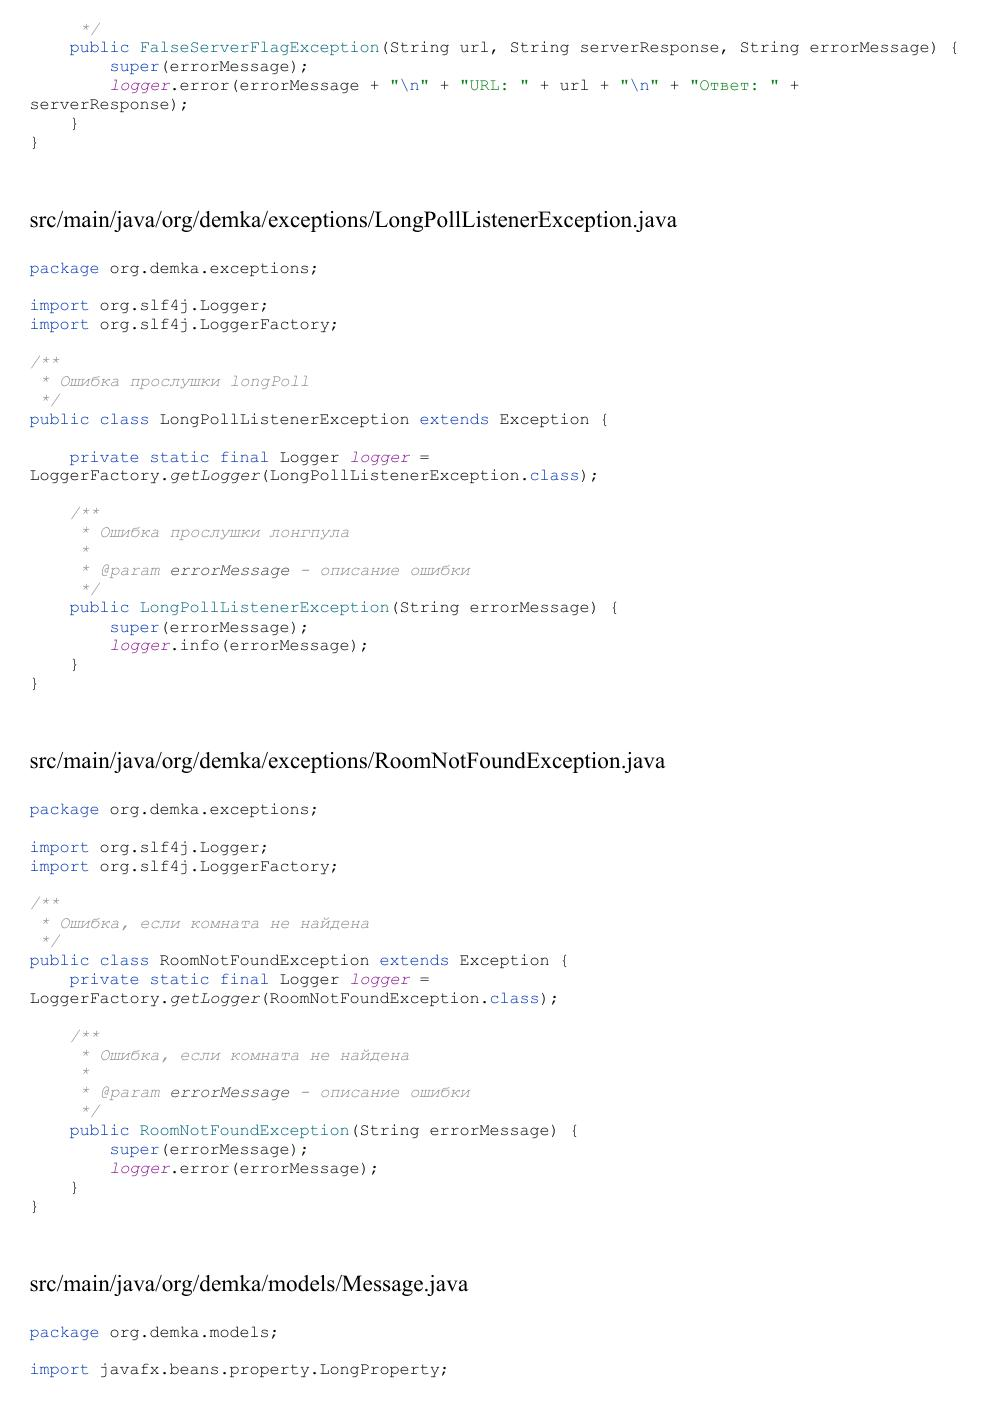 */
    public FalseServerFlagException(String url, String serverResponse, String errorMessage) {
        super(errorMessage);
        logger.error(errorMessage + "\n" + "URL: " + url + "\n" + "Ответ: " +
serverResponse);
    }
}
src/main/java/org/demka/exceptions/LongPollListenerException.java
package org.demka.exceptions;
import org.slf4j.Logger;
import org.slf4j.LoggerFactory;
/**
 * Ошибка прослушки longPoll
 */
public class LongPollListenerException extends Exception {
    private static final Logger logger =
LoggerFactory.getLogger(LongPollListenerException.class);
    /**
     * Ошибка прослушки лонгпула
     *
     * @param errorMessage - описание ошибки
     */
    public LongPollListenerException(String errorMessage) {
        super(errorMessage);
        logger.info(errorMessage);
    }
}
src/main/java/org/demka/exceptions/RoomNotFoundException.java
package org.demka.exceptions;
import org.slf4j.Logger;
import org.slf4j.LoggerFactory;
/**
 * Ошибка, если комната не найдена
 */
public class RoomNotFoundException extends Exception {
    private static final Logger logger =
LoggerFactory.getLogger(RoomNotFoundException.class);
    /**
     * Ошибка, если комната не найдена
     *
     * @param errorMessage - описание ошибки
     */
    public RoomNotFoundException(String errorMessage) {
        super(errorMessage);
        logger.error(errorMessage);
    }
}
src/main/java/org/demka/models/Message.java
package org.demka.models;
import javafx.beans.property.LongProperty;